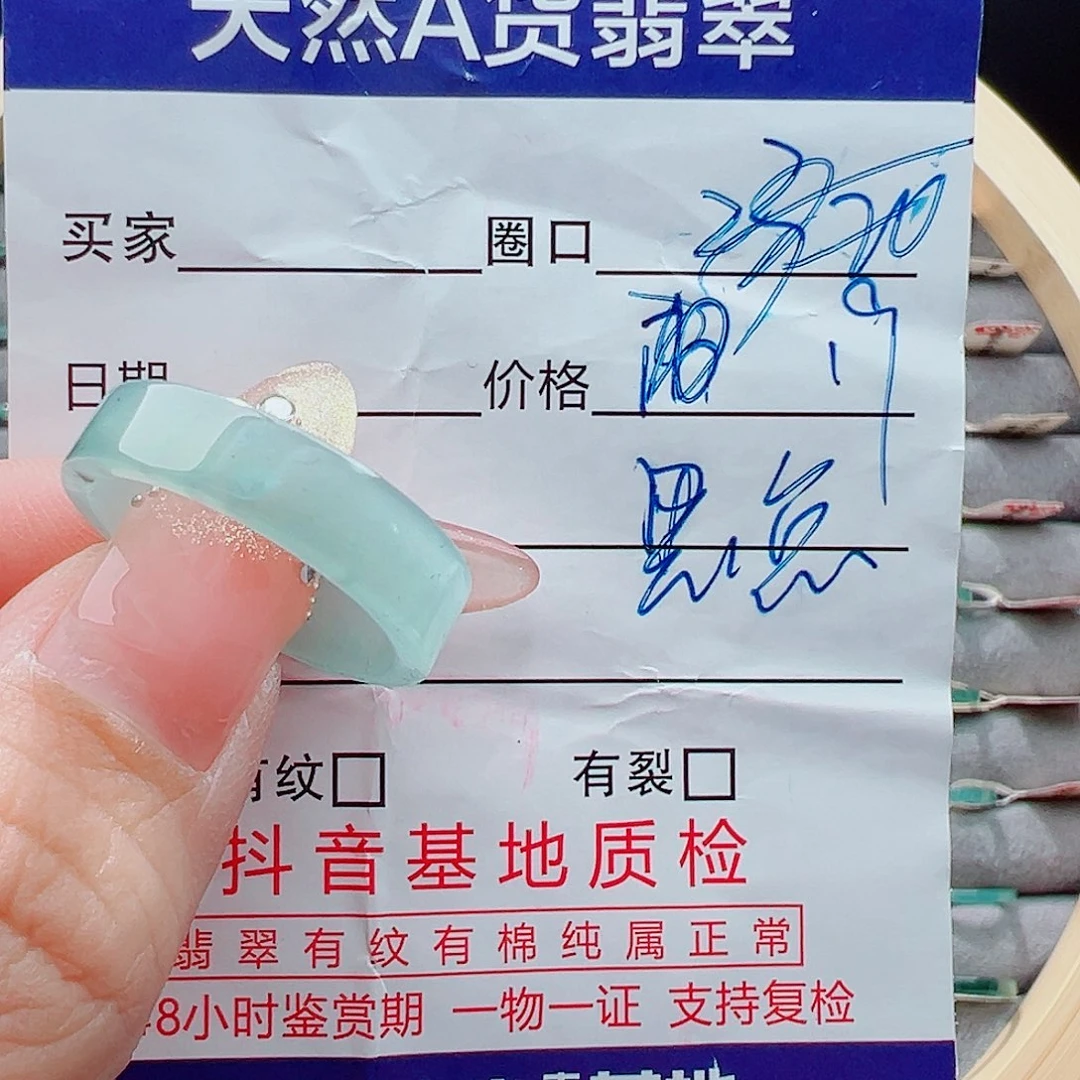 天然A货翡翠
买家 圈口
日期 价格
有纹 有裂
抖音基地质检
翡翠有纹有棉纯属正常
8小时鉴赏期 一物一证 支持复检